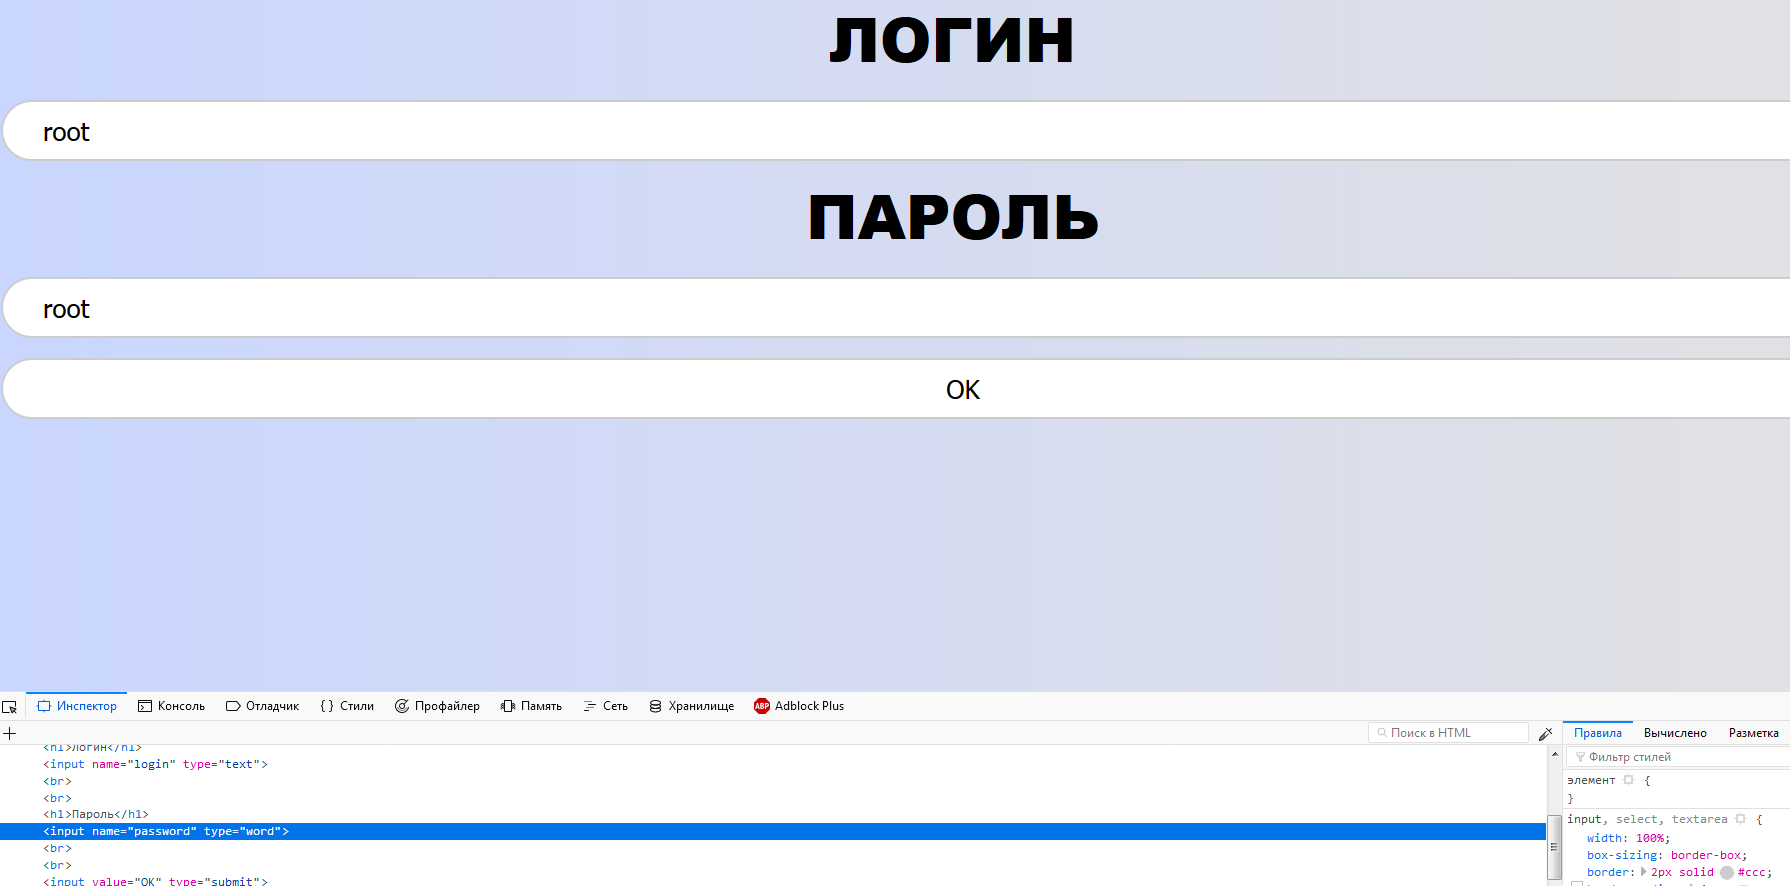 ЛОГИН
root
ПАРОЛЬ
root
OK
Инспектор Консоль Отладчик { } Стили Профайлер Память Сеть Хранилище ABP Adblock Plus
+ Поиск в HTML
<h1>Логин</h1>
<input name="login" type="text">
<br>
<br>
<h1>Пароль</h1>
<input name="password" type="word">
<br>
<br>
<input value="OK" type="submit">
Правила Вычислено Разметка
Фильтр стилей
элемент {
}
input, select, textarea {
width: 100%;
box-sizing: border-box;
border: 2px solid #ccc;